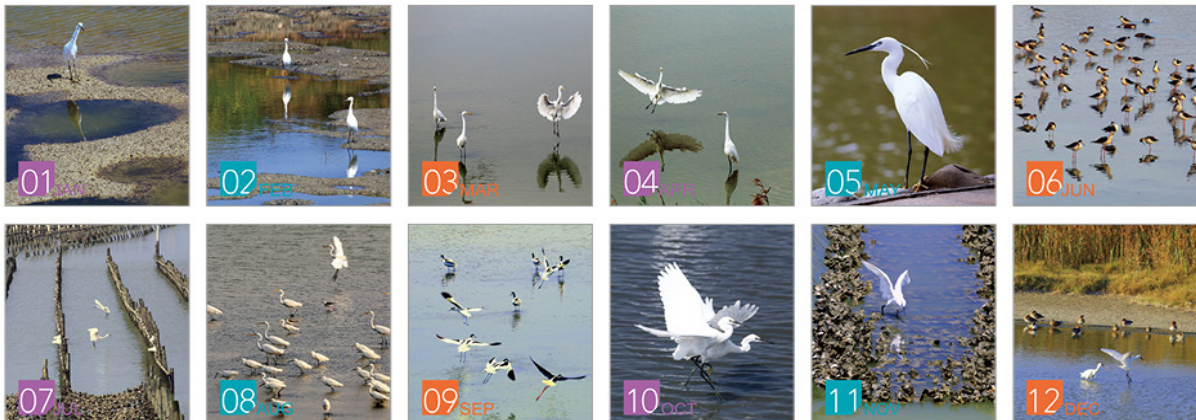 01 JAN
02 FEB
03 MAR
04 APR
05 MAY
06 JUN
07 JUL
08 AUG
09 SEP
10 OCT
11 NOV
12 DEC